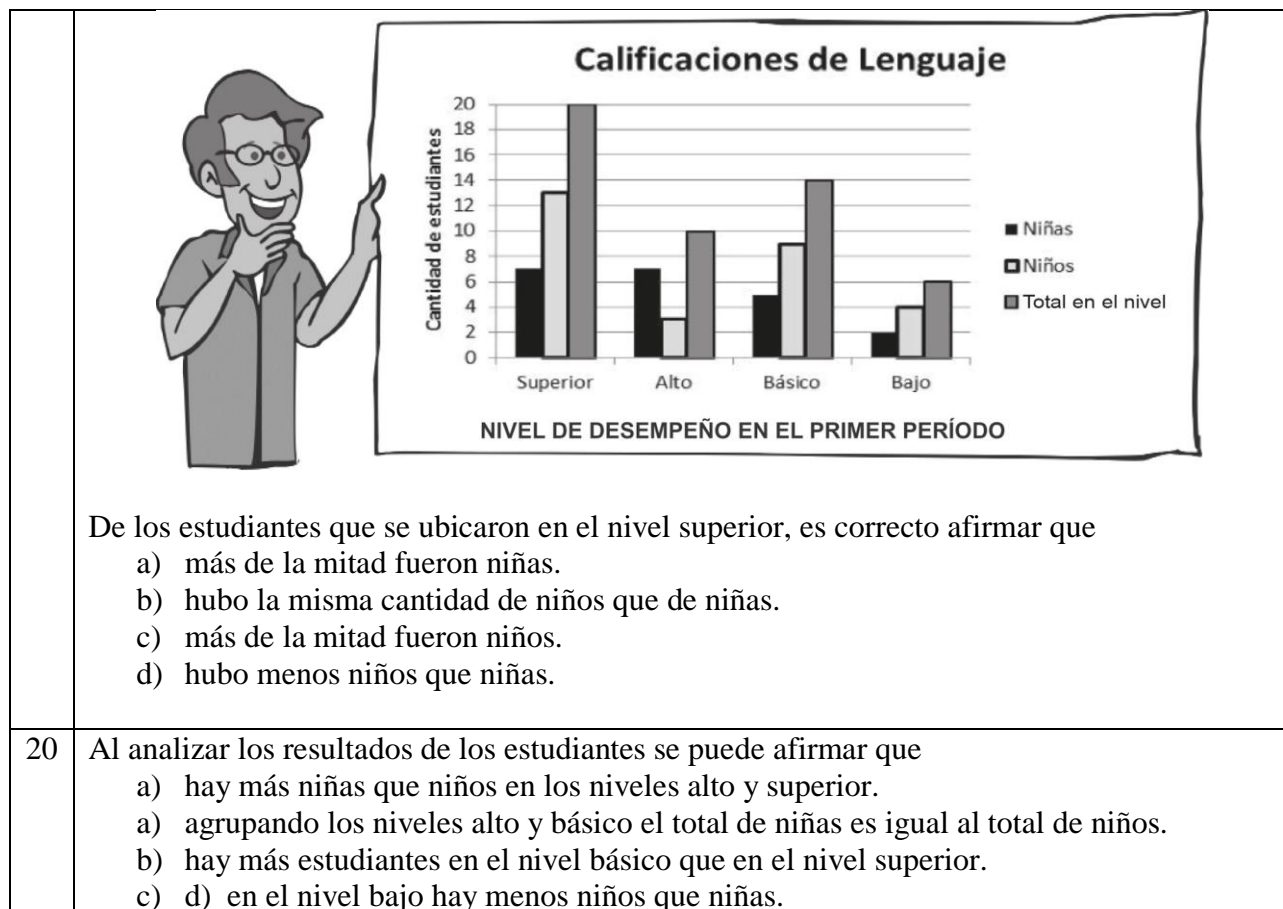 Calificaciones de Lenguaje
Cantidad de estudiantes
20
18
16
14
12
10
8
6
4
2
0
Superior Alto Básico Bajo
Niñas
Niños
Total en el nivel
NIVEL DE DESEMPEÑO EN EL PRIMER PERÍODO
De los estudiantes que se ubicaron en el nivel superior, es correcto afirmar que
a) más de la mitad fueron niñas.
b) hubo la misma cantidad de niños que de niñas.
c) más de la mitad fueron niños.
d) hubo menos niños que niñas.
20 Al analizar los resultados de los estudiantes se puede afirmar que
a) hay más niñas que niños en los niveles alto y superior.
a) agrupando los niveles alto y básico el total de niñas es igual al total de niños.
b) hay más estudiantes en el nivel básico que en el nivel superior.
c) d) en el nivel bajo hay menos niños que niñas.